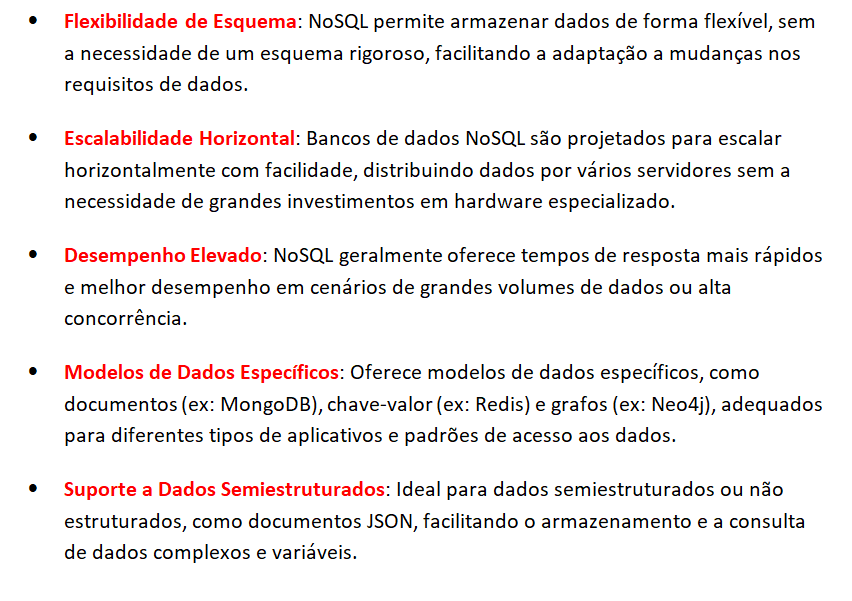 • Flexibilidade de Esquema: NoSQL permite armazenar dados de forma flexível, sem
a necessidade de um esquema rigoroso, facilitando a adaptação a mudanças nos
requisitos de dados.
• Escalabilidade Horizontal: Bancos de dados NoSQL são projetados para escalar
horizontalmente com facilidade, distribuindo dados por vários servidores sem a
necessidade de grandes investimentos em hardware especializado.
• Desempenho Elevado: NoSQL geralmente oferece tempos de resposta mais rápidos
e melhor desempenho em cenários de grandes volumes de dados ou alta
concorrência.
• Modelos de Dados Específicos: Oferece modelos de dados específicos, como
documentos (ex: MongoDB), chave-valor (ex: Redis) e grafos (ex: Neo4j), adequados
para diferentes tipos de aplicativos e padrões de acesso aos dados.
• Suporte a Dados Semiestruturados: Ideal para dados semiestruturados ou não
estruturados, como documentos JSON, facilitando o armazenamento e a consulta
de dados complexos e variáveis.